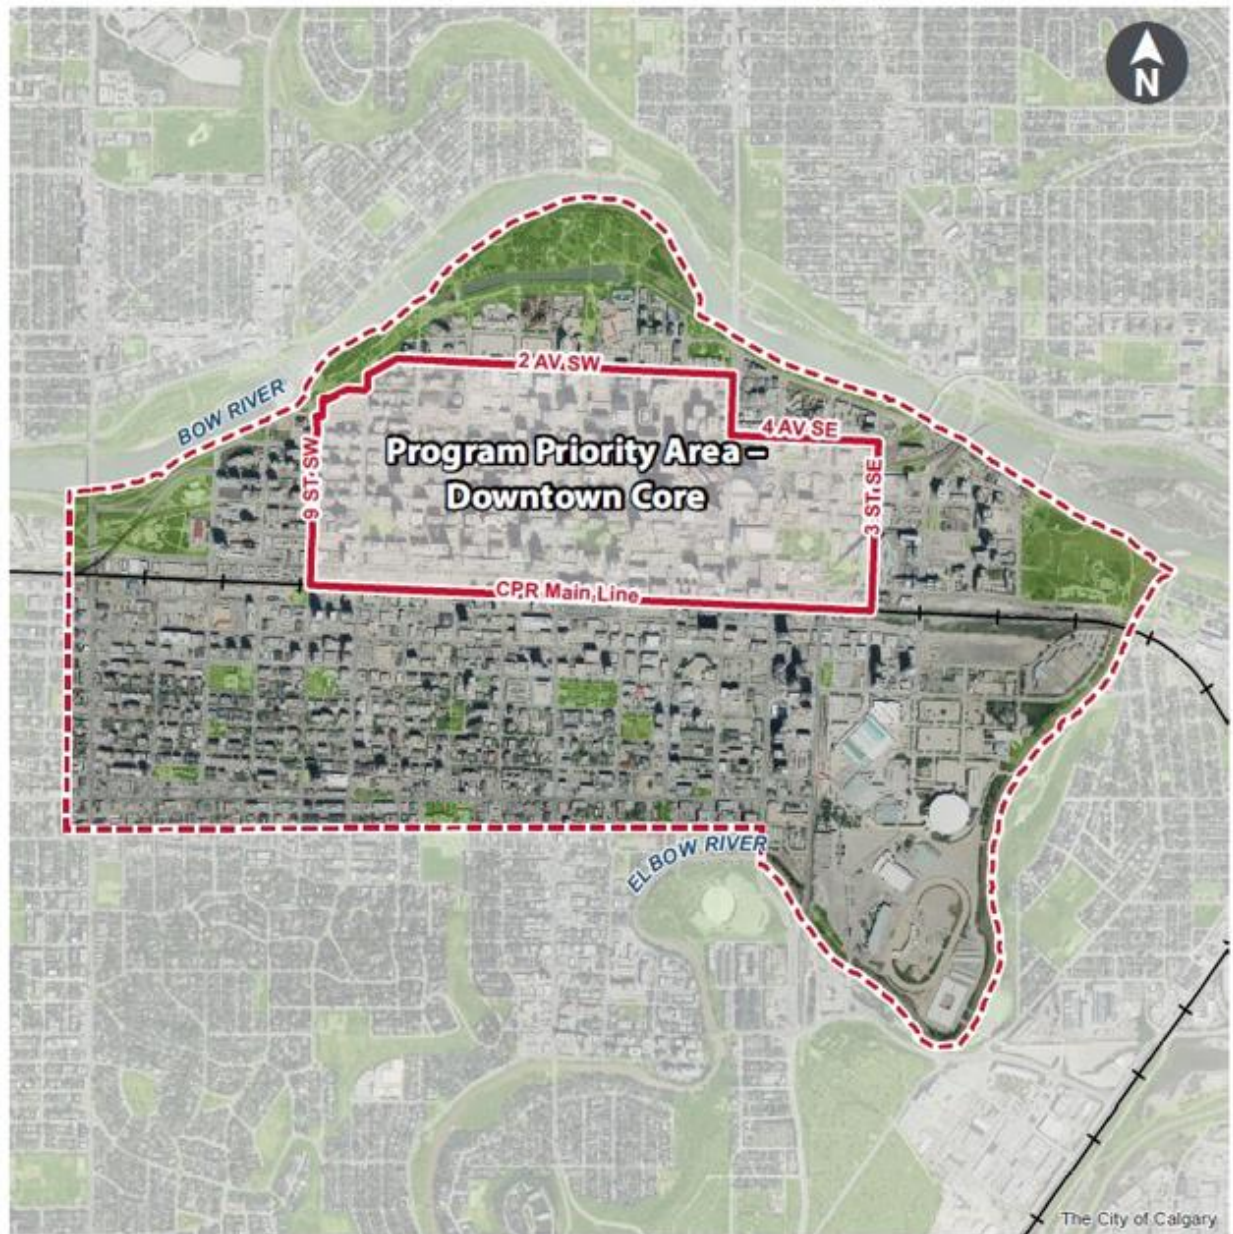 N
2 AV SW
BOW RIVER
4 AV SE
Program Priority Area –
Downtown Core
9 ST SW
3 ST SE
CPR Main Line
ELBOW RIVER
The City of Calgary